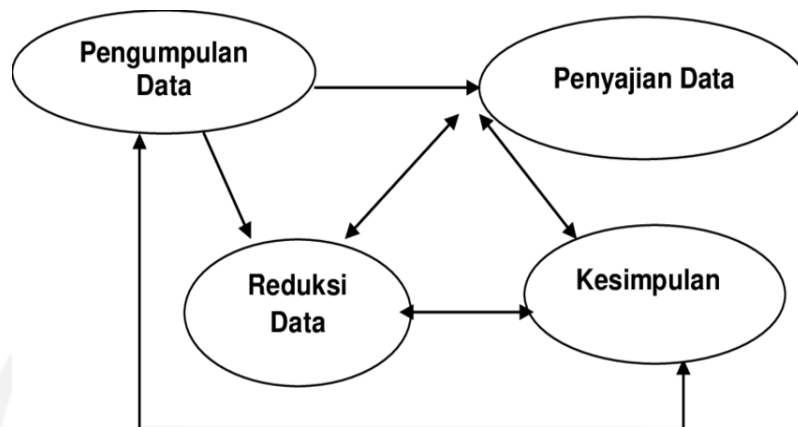 Pengumpulan
Data
Penyajian Data
Reduksi
Data
Kesimpulan